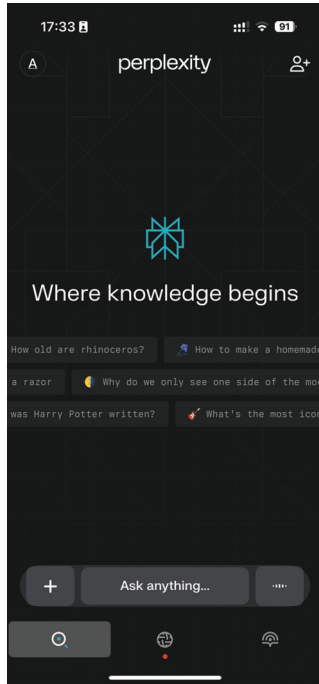 17:33
91
A
perplexity
Where knowledge begins
How old are rhinoceros?
How to make a homemade
a razor
Why do we only see one side of the mo
was Harry Potter written?
What's the most icon
Ask anything...